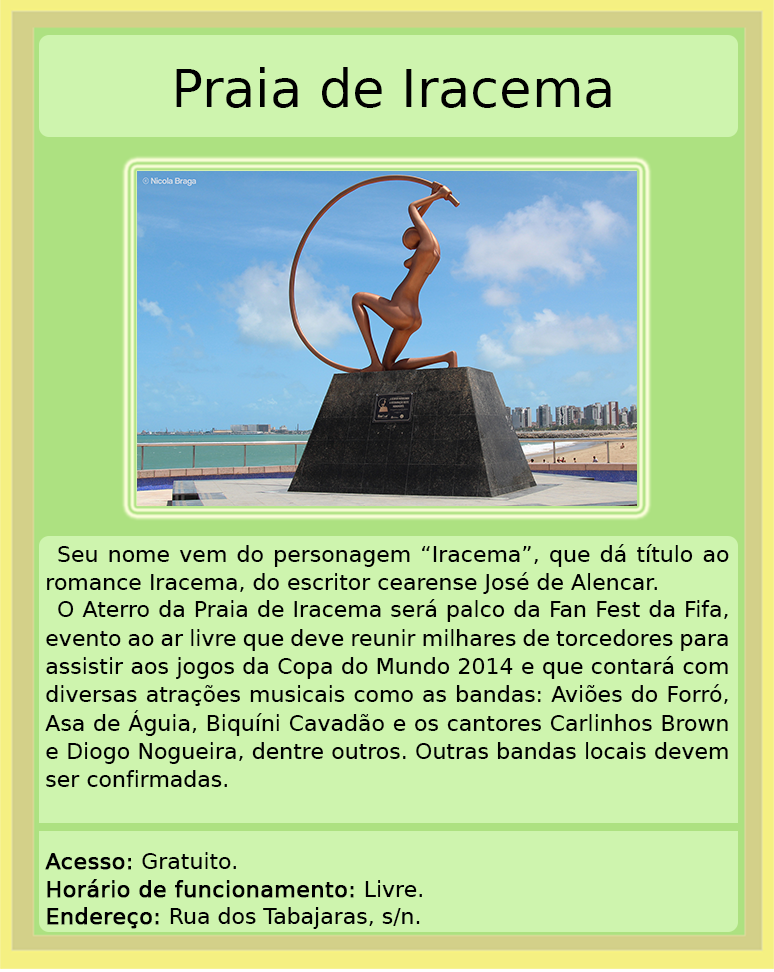 Praia de Iracema
© Nicola Braga
Seu nome vem do personagem “Iracema”, que dá título ao
romance Iracema, do escritor cearense José de Alencar.
O Aterro da Praia de Iracema será palco da Fan Fest da Fifa,
evento ao ar livre que deve reunir milhares de torcedores para
assistir aos jogos da Copa do Mundo 2014 e que contará com
diversas atrações musicais como as bandas: Aviões do Forró,
Asa de Águia, Biquíni Cavadão e os cantores Carlinhos Brown
e Diogo Nogueira, dentre outros. Outras bandas locais devem
ser confirmadas.
Acesso: Gratuito.
Horário de funcionamento: Livre.
Endereço: Rua dos Tabajaras, s/n.